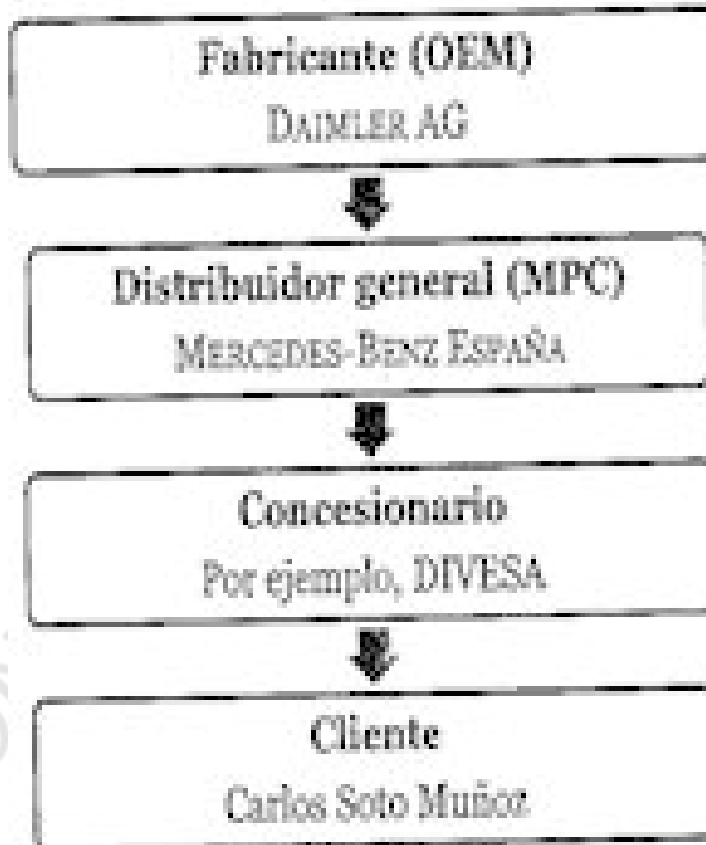 Fabricante (OEM)
DAIMLER AG
Distribuidor general (MPC)
MERCEDES-BENZ ESPAÑA
Concesionario
Por ejemplo, DIVESA
Cliente
Carlos Soto Muñoz